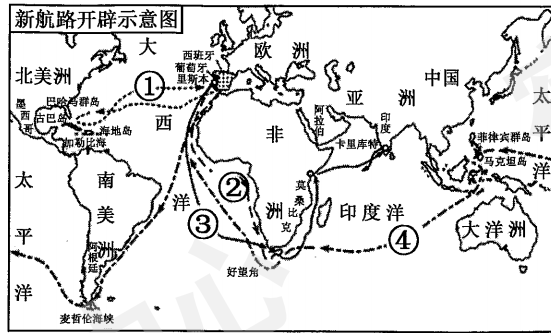 新航路开辟示意图
大
西
洋
西班牙
葡萄牙
里斯本
欧洲
北美洲
①
巴哈马群岛
墨西哥
古巴岛
海地岛
加勒比海
中国
亚洲
阿拉伯
印度
卡里库特
太
平
洋
菲律宾群岛
马克坦岛
非
洲
②
③
莫桑比克
印度洋
④
大洋洲
太
平
洋
南
美
洲
阿根廷
好望角
麦哲伦海峡